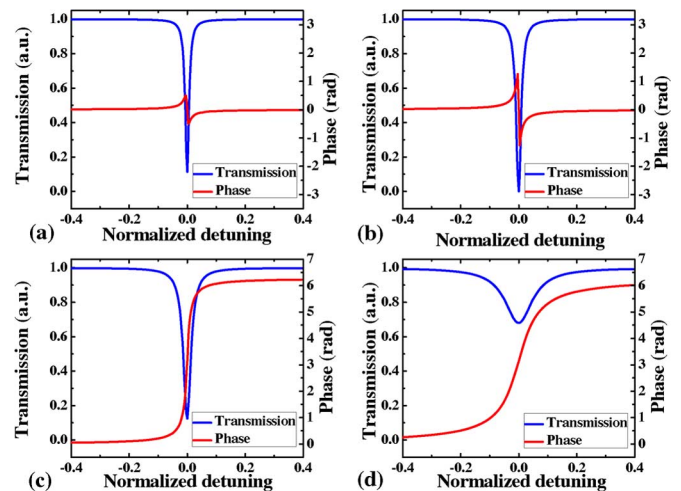 1.0
0.8
0.6
0.4
0.2
0.0
Transmission (a.u.)
3
2
1
0
-1
-2
-3
Phase (rad)
Transmission
Phase
-0.4 -0.2 0.0 0.2 0.4
Normalized detuning
(a)
1.0
0.8
0.6
0.4
0.2
0.0
Transmission (a.u.)
3
2
1
0
-1
-2
-3
Phase (rad)
Transmission
Phase
-0.4 -0.2 0.0 0.2 0.4
Normalized detuning
(b)
1.0
0.8
0.6
0.4
0.2
0.0
Transmission (a.u.)
7
6
5
4
3
2
1
0
Phase (rad)
Transmission
Phase
-0.4 -0.2 0.0 0.2 0.4
Normalized detuning
(c)
1.0
0.8
0.6
0.4
0.2
0.0
Transmission (a.u.)
7
6
5
4
3
2
1
0
Phase (rad)
Transmission
Phase
-0.4 -0.2 0.0 0.2 0.4
Normalized detuning
(d)